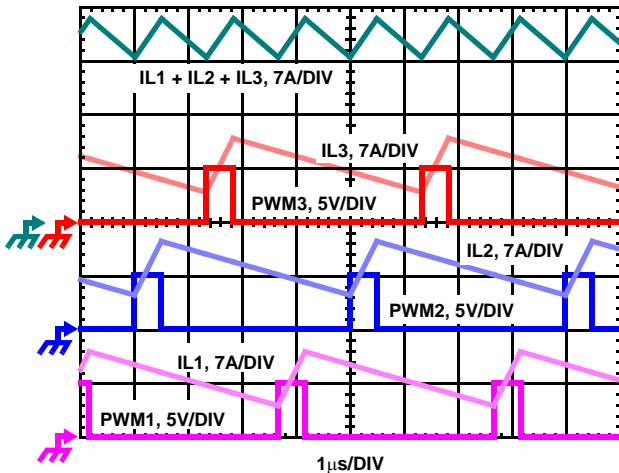 IL1 + IL2 + IL3, 7A/DIV
IL3, 7A/DIV
PWM3, 5V/DIV
IL2, 7A/DIV
PWM2, 5V/DIV
IL1, 7A/DIV
PWM1, 5V/DIV
1μs/DIV